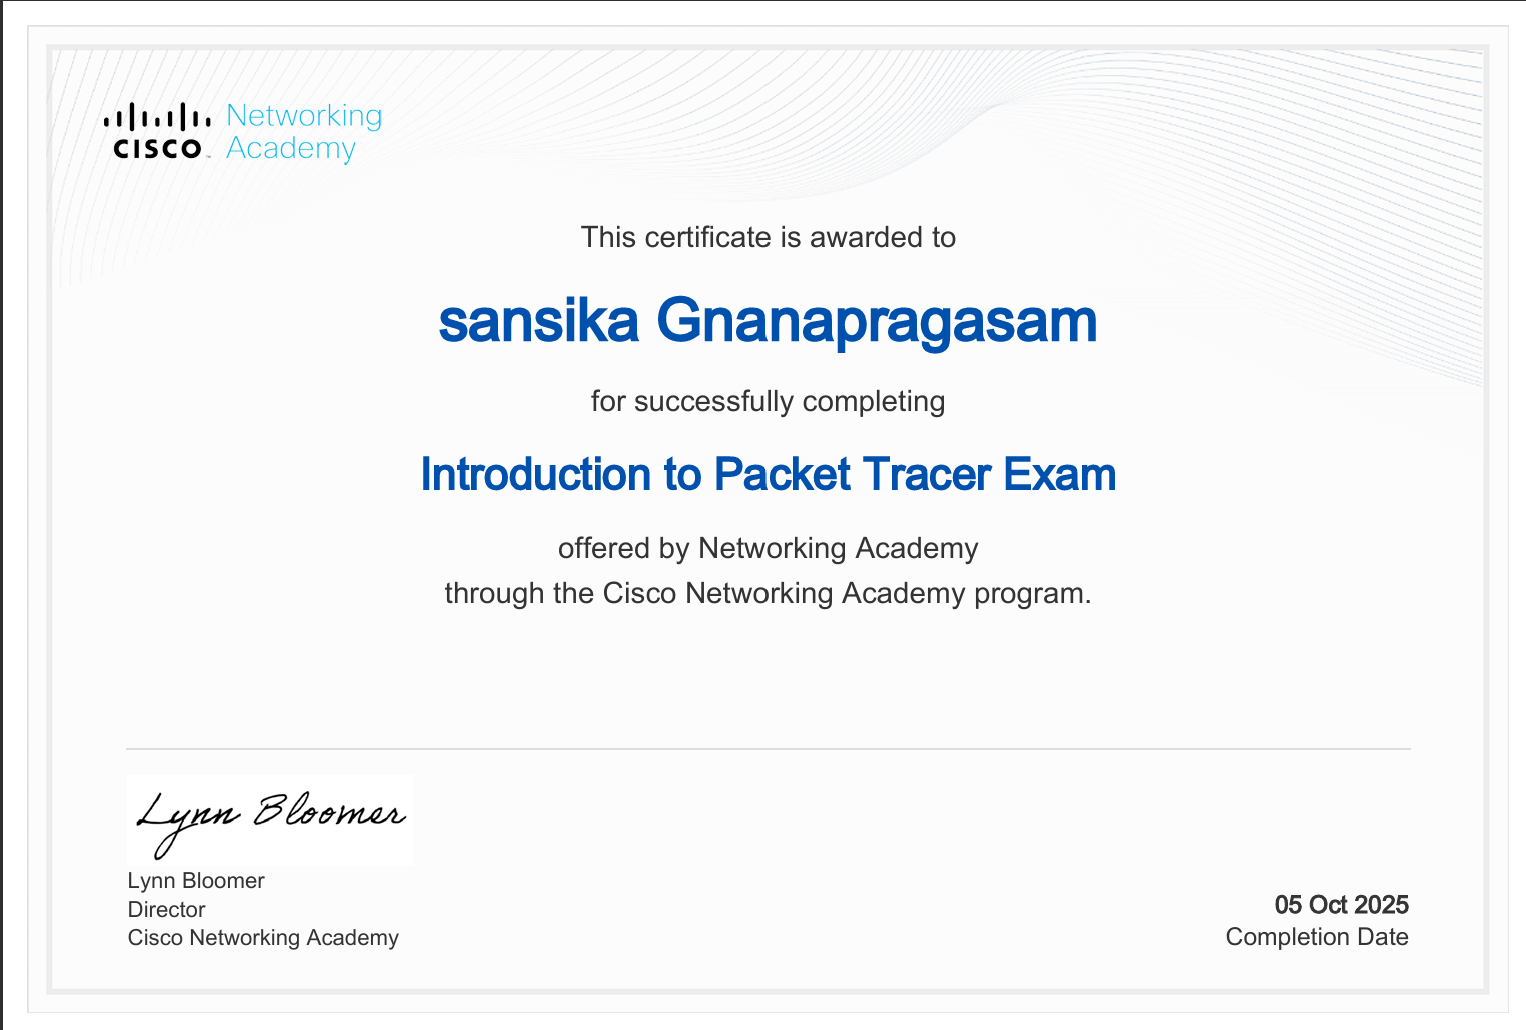 CISCO
Networking
Academy
This certificate is awarded to
sansika Gnanapragasam
for successfully completing
Introduction to Packet Tracer Exam
offered by Networking Academy
through the Cisco Networking Academy program.
Lynn Bloomer
Lynn Bloomer
Director
Cisco Networking Academy
05 Oct 2025
Completion Date